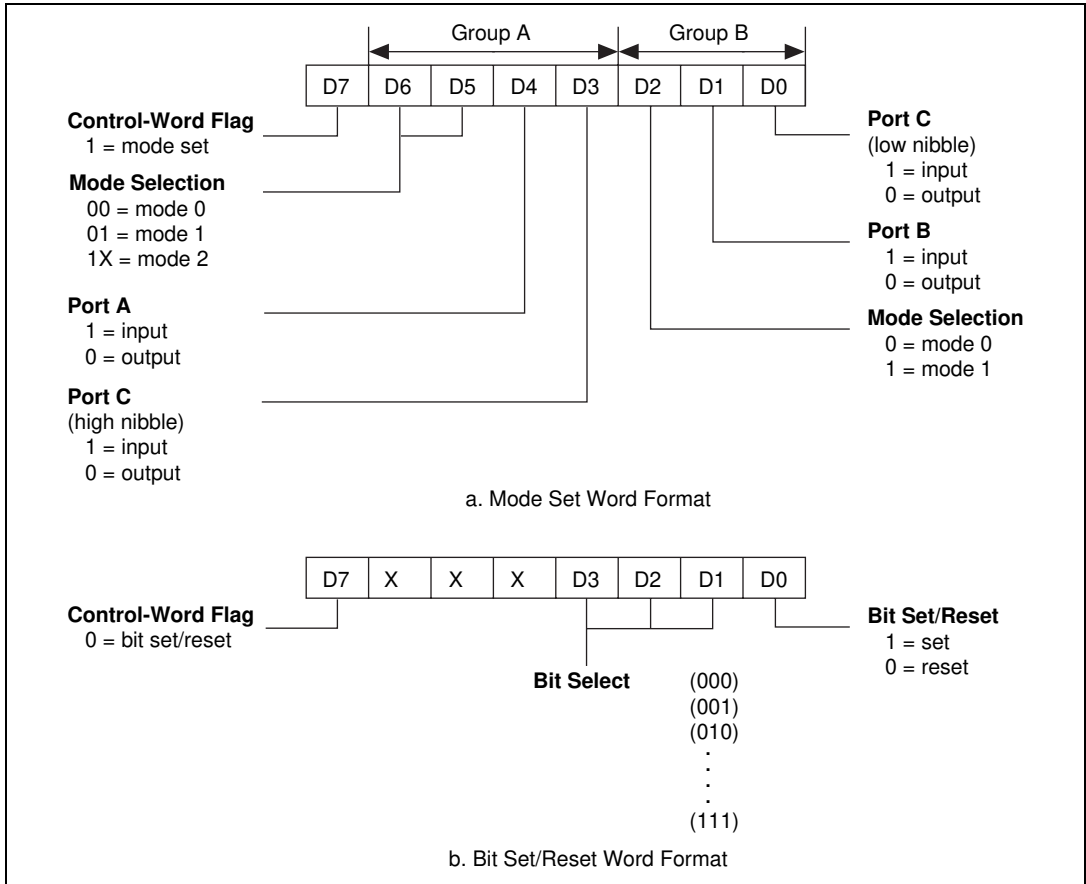 Group A Group B
D7 D6 D5 D4 D3 D2 D1 D0
Control-Word Flag
1 = mode set
Mode Selection
00 = mode 0
01 = mode 1
1X = mode 2
Port A
1 = input
0 = output
Port C
(high nibble)
1 = input
0 = output
Port C
(low nibble)
1 = input
0 = output
Port B
1 = input
0 = output
Mode Selection
0 = mode 0
1 = mode 1
a. Mode Set Word Format
D7 X X X D3 D2 D1 D0
Control-Word Flag
0 = bit set/reset
Bit Set/Reset
1 = set
0 = reset
Bit Select (000)
(001)
(010)
.
.
.
.
(111)
b. Bit Set/Reset Word Format